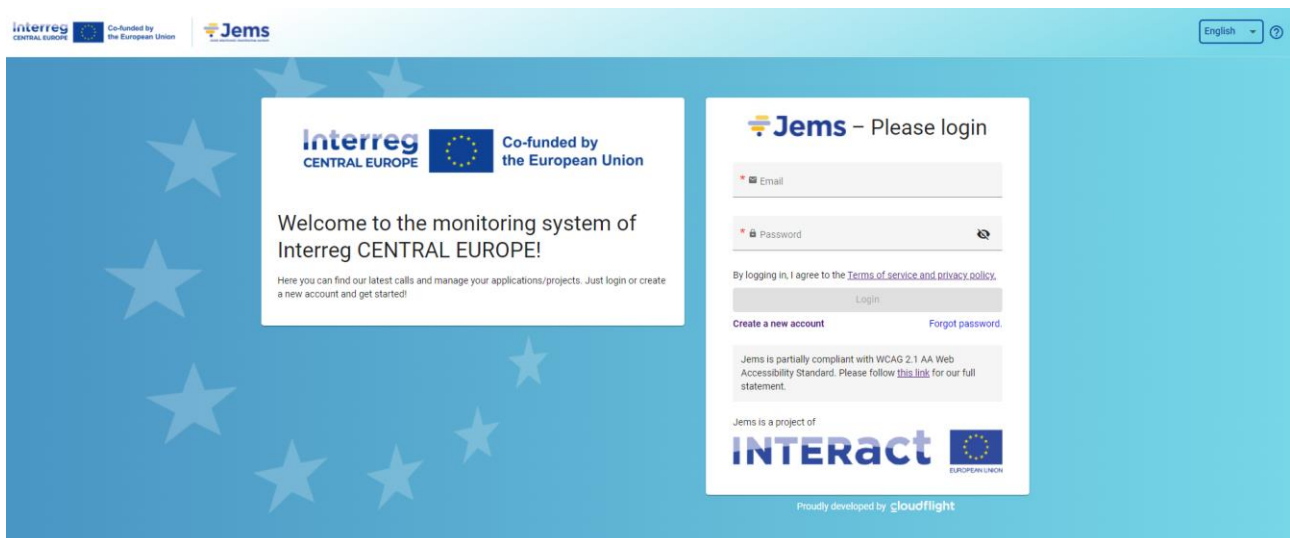 Interreg
CENTRAL EUROPE
Co-funded by
the European Union
Jems
English
Interreg
CENTRAL EUROPE
Co-funded by
the European Union
Welcome to the monitoring system of
Interreg CENTRAL EUROPE!
Here you can find our latest calls and manage your applications/projects. Just login or create
a new account and get started!
Jems – Please login
* Email
* Password
By logging in, I agree to the Terms of service and privacy policy.
Login
Create a new account
Forgot password.
Jems is partially compliant with WCAG 2.1 AA Web
Accessibility Standard. Please follow this link for our full
statement.
Jems is a project of
INTERact
EUROPEAN UNION
Proudly developed by cloudflight